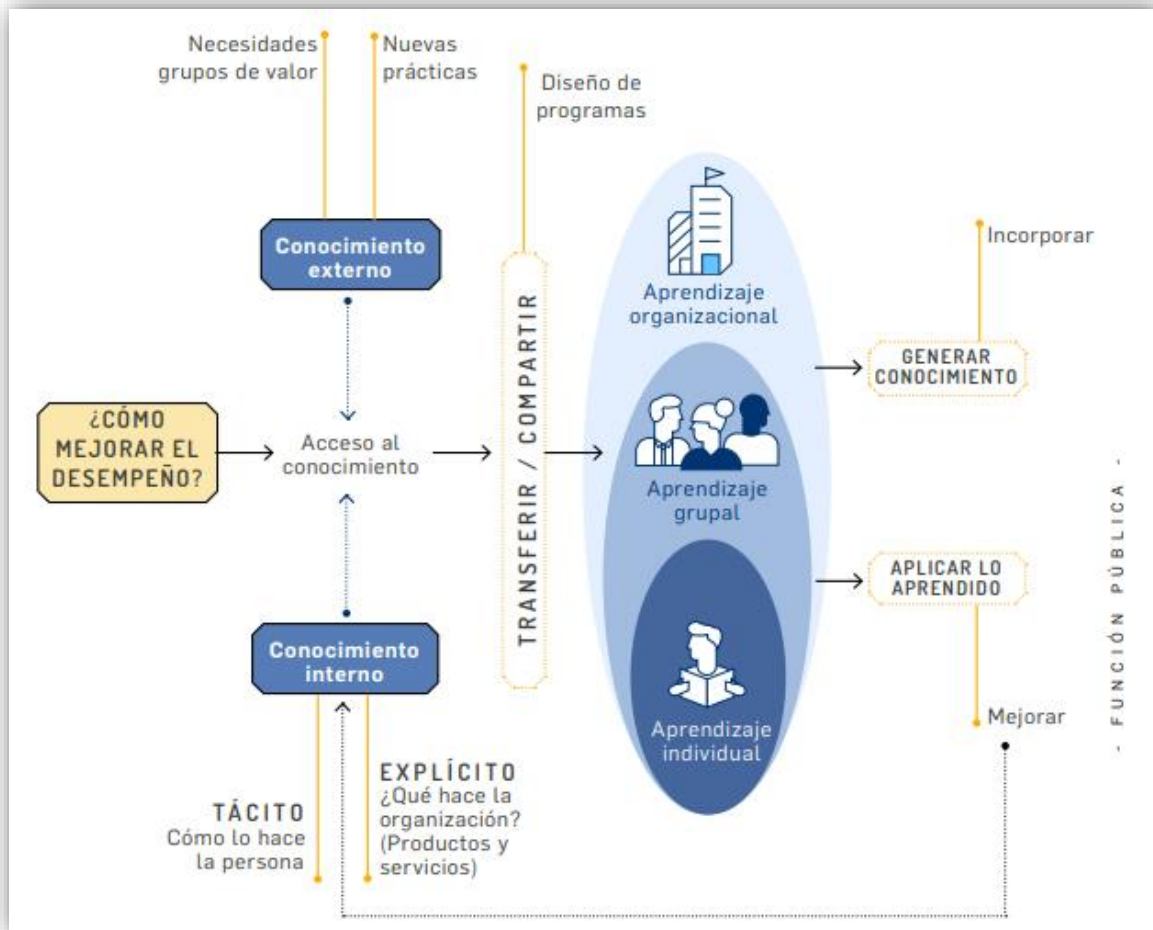 Necesidades
grupos de valor
Nuevas
prácticas
Diseño de
programas
Conocimiento
externo
¿CÓMO
MEJORAR EL
DESEMPEÑO?
Acceso al
conocimiento
TRANSFERIR / COMPARTIR
Aprendizaje
organizacional
Aprendizaje
grupal
Aprendizaje
individual
Incorporar
GENERAR
CONOCIMIENTO
APLICAR LO
APRENDIDO
Mejorar
Conocimiento
interno
TÁCITO
Cómo lo hace
la persona
EXPLÍCITO
¿Qué hace la
organización?
(Productos y
servicios)
- FUNCIÓN PÚBLICA -